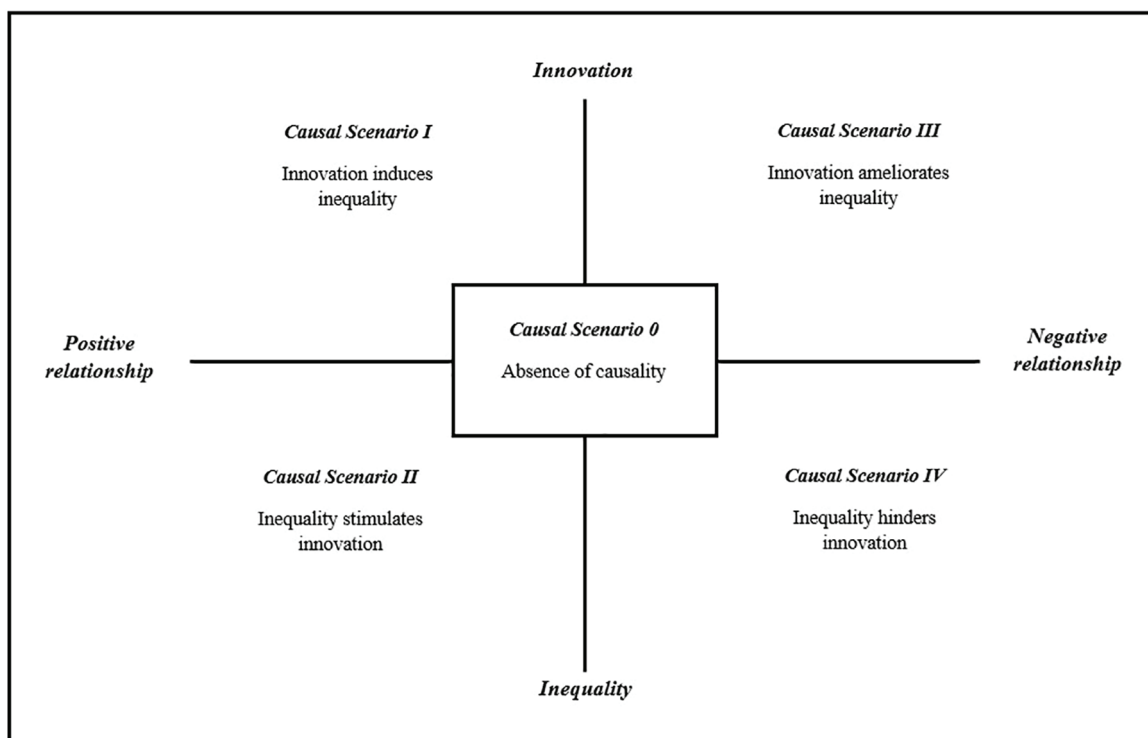 Innovation
Causal Scenario I
Innovation induces
inequality
Causal Scenario III
Innovation ameliorates
inequality
Positive
relationship
Causal Scenario 0
Absence of causality
Negative
relationship
Causal Scenario II
Inequality stimulates
innovation
Causal Scenario IV
Inequality hinders
innovation
Inequality